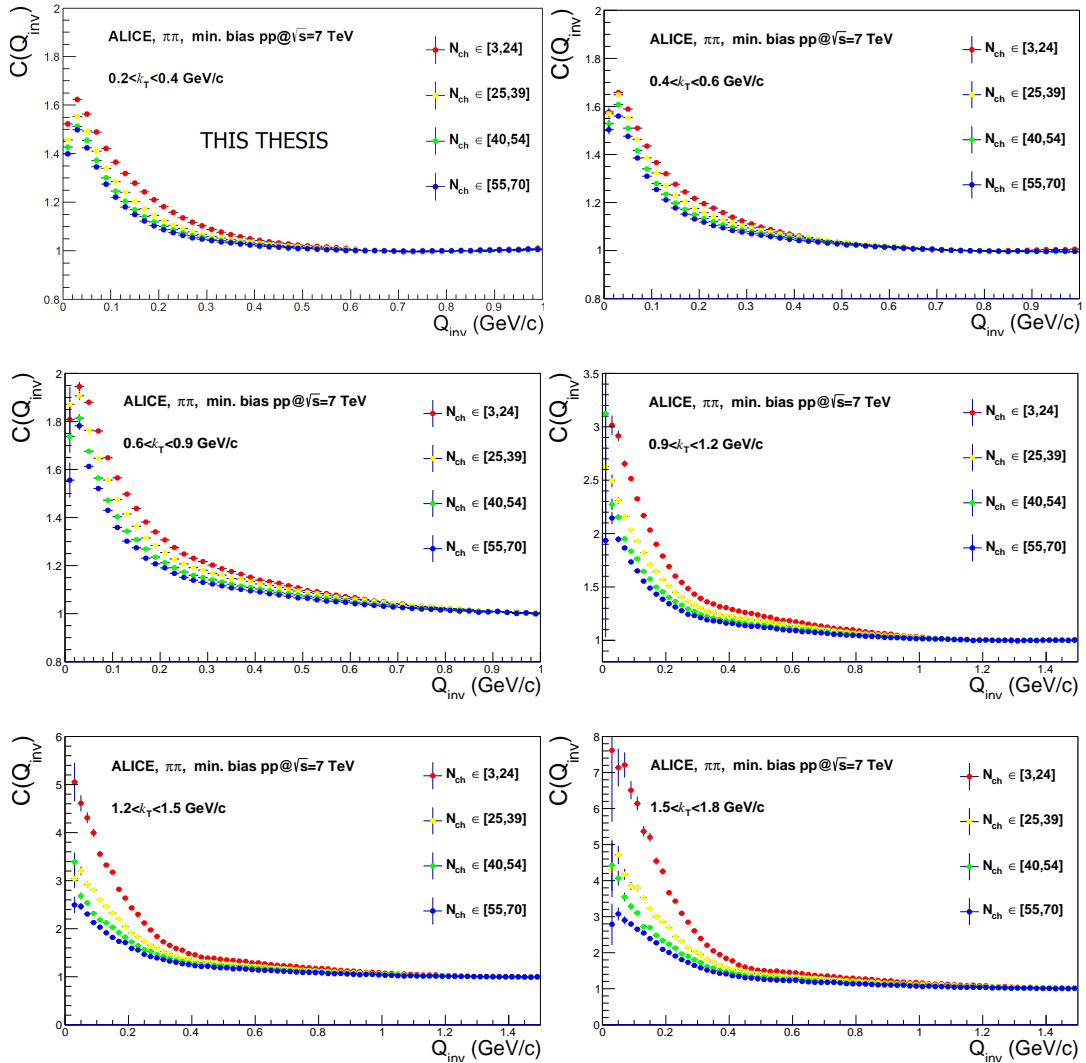 C(Q_inv)
2
1.8
1.6
1.4
1.2
1
0.8
ALICE, ππ, min. bias pp@√s=7 TeV
0.2<k_T<0.4 GeV/c
THIS THESIS
N_ch ∈ [3,24]
N_ch ∈ [25,39]
N_ch ∈ [40,54]
N_ch ∈ [55,70]
0 0.1 0.2 0.3 0.4 0.5 0.6 0.7 0.8 0.9 1
Q_inv (GeV/c)
C(Q_inv)
2
1.8
1.6
1.4
1.2
1
0.8
ALICE, ππ, min. bias pp@√s=7 TeV
0.4<k_T<0.6 GeV/c
N_ch ∈ [3,24]
N_ch ∈ [25,39]
N_ch ∈ [40,54]
N_ch ∈ [55,70]
0 0.1 0.2 0.3 0.4 0.5 0.6 0.7 0.8 0.9 1
Q_inv (GeV/c)
C(Q_inv)
2
1.8
1.6
1.4
1.2
1
0.8
ALICE, ππ, min. bias pp@√s=7 TeV
0.6<k_T<0.9 GeV/c
N_ch ∈ [3,24]
N_ch ∈ [25,39]
N_ch ∈ [40,54]
N_ch ∈ [55,70]
0 0.1 0.2 0.3 0.4 0.5 0.6 0.7 0.8 0.9 1
Q_inv (GeV/c)
C(Q_inv)
3.5
3
2.5
2
1.5
1
ALICE, ππ, min. bias pp@√s=7 TeV
0.9<k_T<1.2 GeV/c
N_ch ∈ [3,24]
N_ch ∈ [25,39]
N_ch ∈ [40,54]
N_ch ∈ [55,70]
0 0.2 0.4 0.6 0.8 1 1.2 1.4
Q_inv (GeV/c)
C(Q_inv)
6
5
4
3
2
1
0
ALICE, ππ, min. bias pp@√s=7 TeV
1.2<k_T<1.5 GeV/c
N_ch ∈ [3,24]
N_ch ∈ [25,39]
N_ch ∈ [40,54]
N_ch ∈ [55,70]
0 0.2 0.4 0.6 0.8 1 1.2 1.4
Q_inv (GeV/c)
C(Q_inv)
8
7
6
5
4
3
2
1
0
ALICE, ππ, min. bias pp@√s=7 TeV
1.5<k_T<1.8 GeV/c
N_ch ∈ [3,24]
N_ch ∈ [25,39]
N_ch ∈ [40,54]
N_ch ∈ [55,70]
0 0.2 0.4 0.6 0.8 1 1.2 1.4
Q_inv (GeV/c)